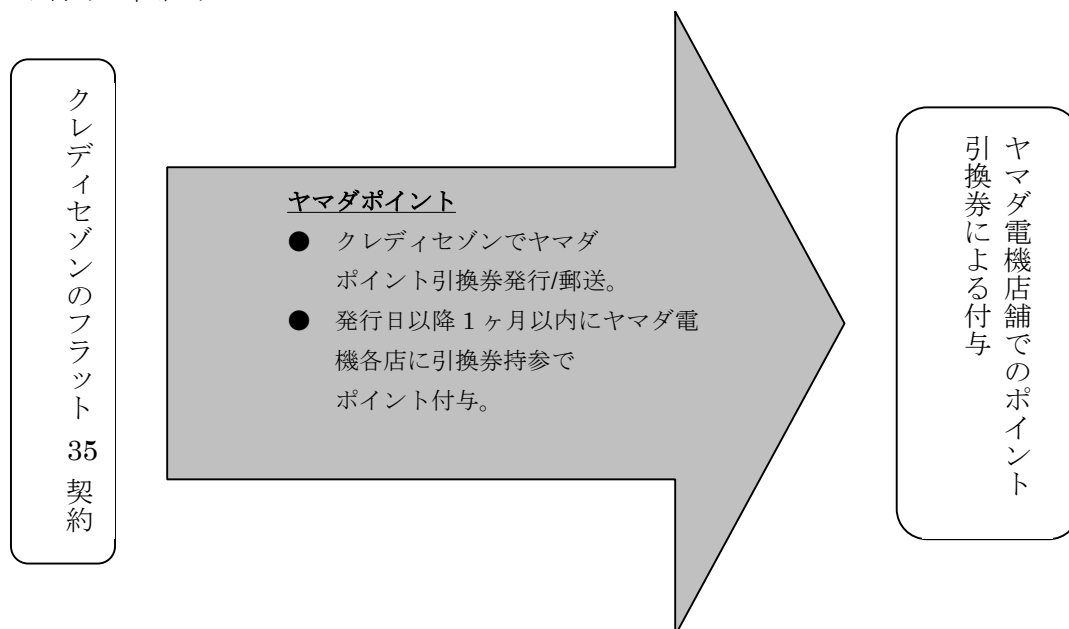 クレディセゾンのフラット 35 契約
ヤマダポイント
● クレディセゾンでヤマダ
ポイント引換券発行/郵送。
● 発行日以降 1 ヶ月以内にヤマダ電
機各店に引換券持参で
ポイント付与。
ヤマダ電機店舗でのポイント
引換券による付与